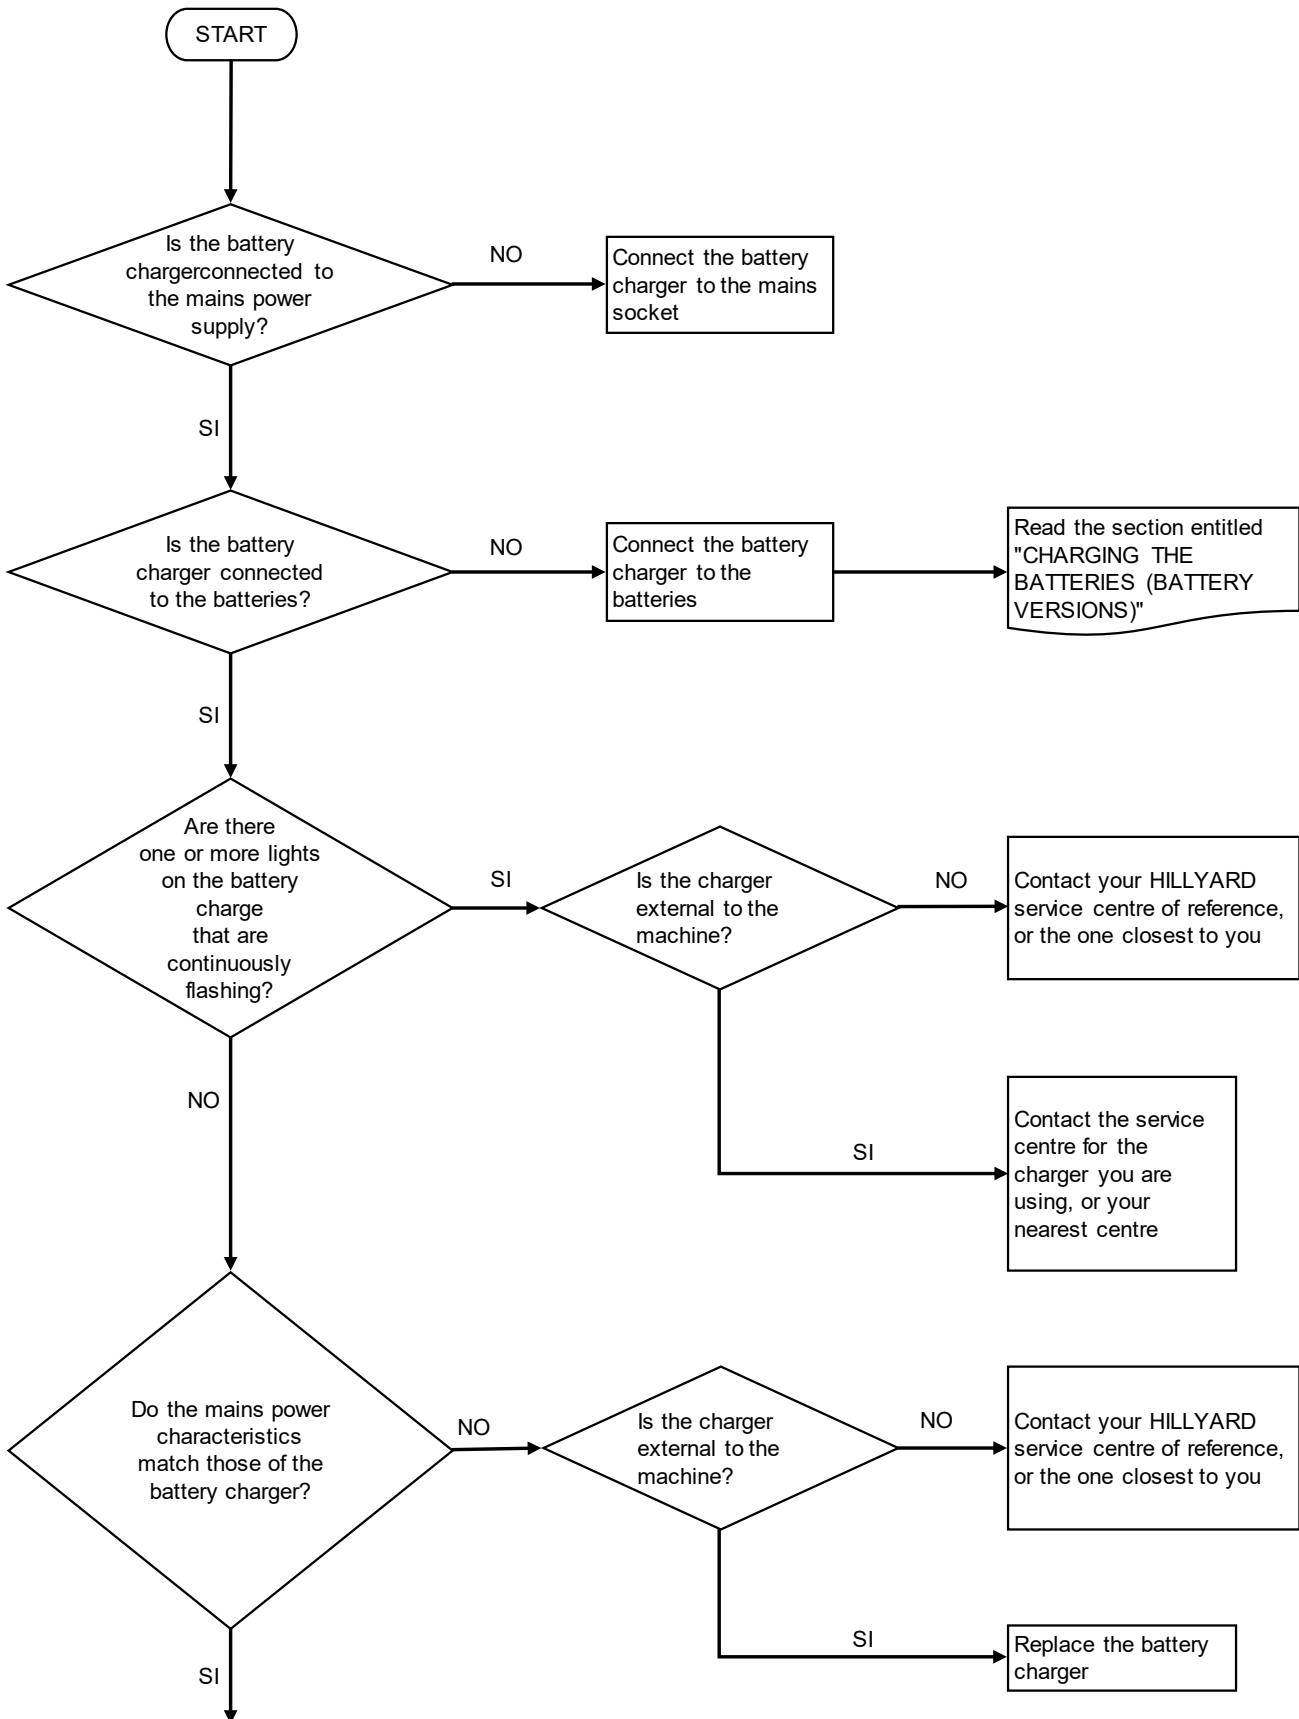 START
Is the battery
chargerconnected to
the mains power
supply?
NO
Connect the battery
charger to the mains
socket
SI
Is the battery
charger connected
to the batteries?
NO
Connect the battery
charger to the
batteries
Read the section entitled
"CHARGING THE
BATTERIES (BATTERY
VERSIONS)"
SI
Are there
one or more lights
on the battery
charge
that are
continuously
flashing?
SI
Is the charger
external to the
machine?
NO
Contact your HILLYARD
service centre of reference,
or the one closest to you
SI
Contact the service
centre for the
charger you are
using, or your
nearest centre
NO
Do the mains power
characteristics
match those of the
battery charger?
NO
Is the charger
external to the
machine?
NO
Contact your HILLYARD
service centre of reference,
or the one closest to you
SI
Replace the battery
charger
SI